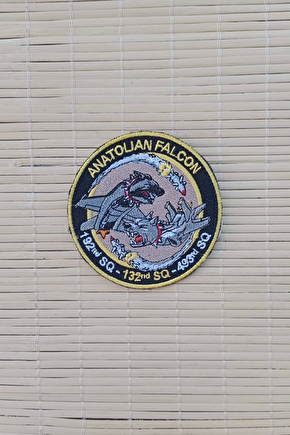 ANATOLIAN FALCON
192nd SQ - 132nd SQ - 493rd SQ